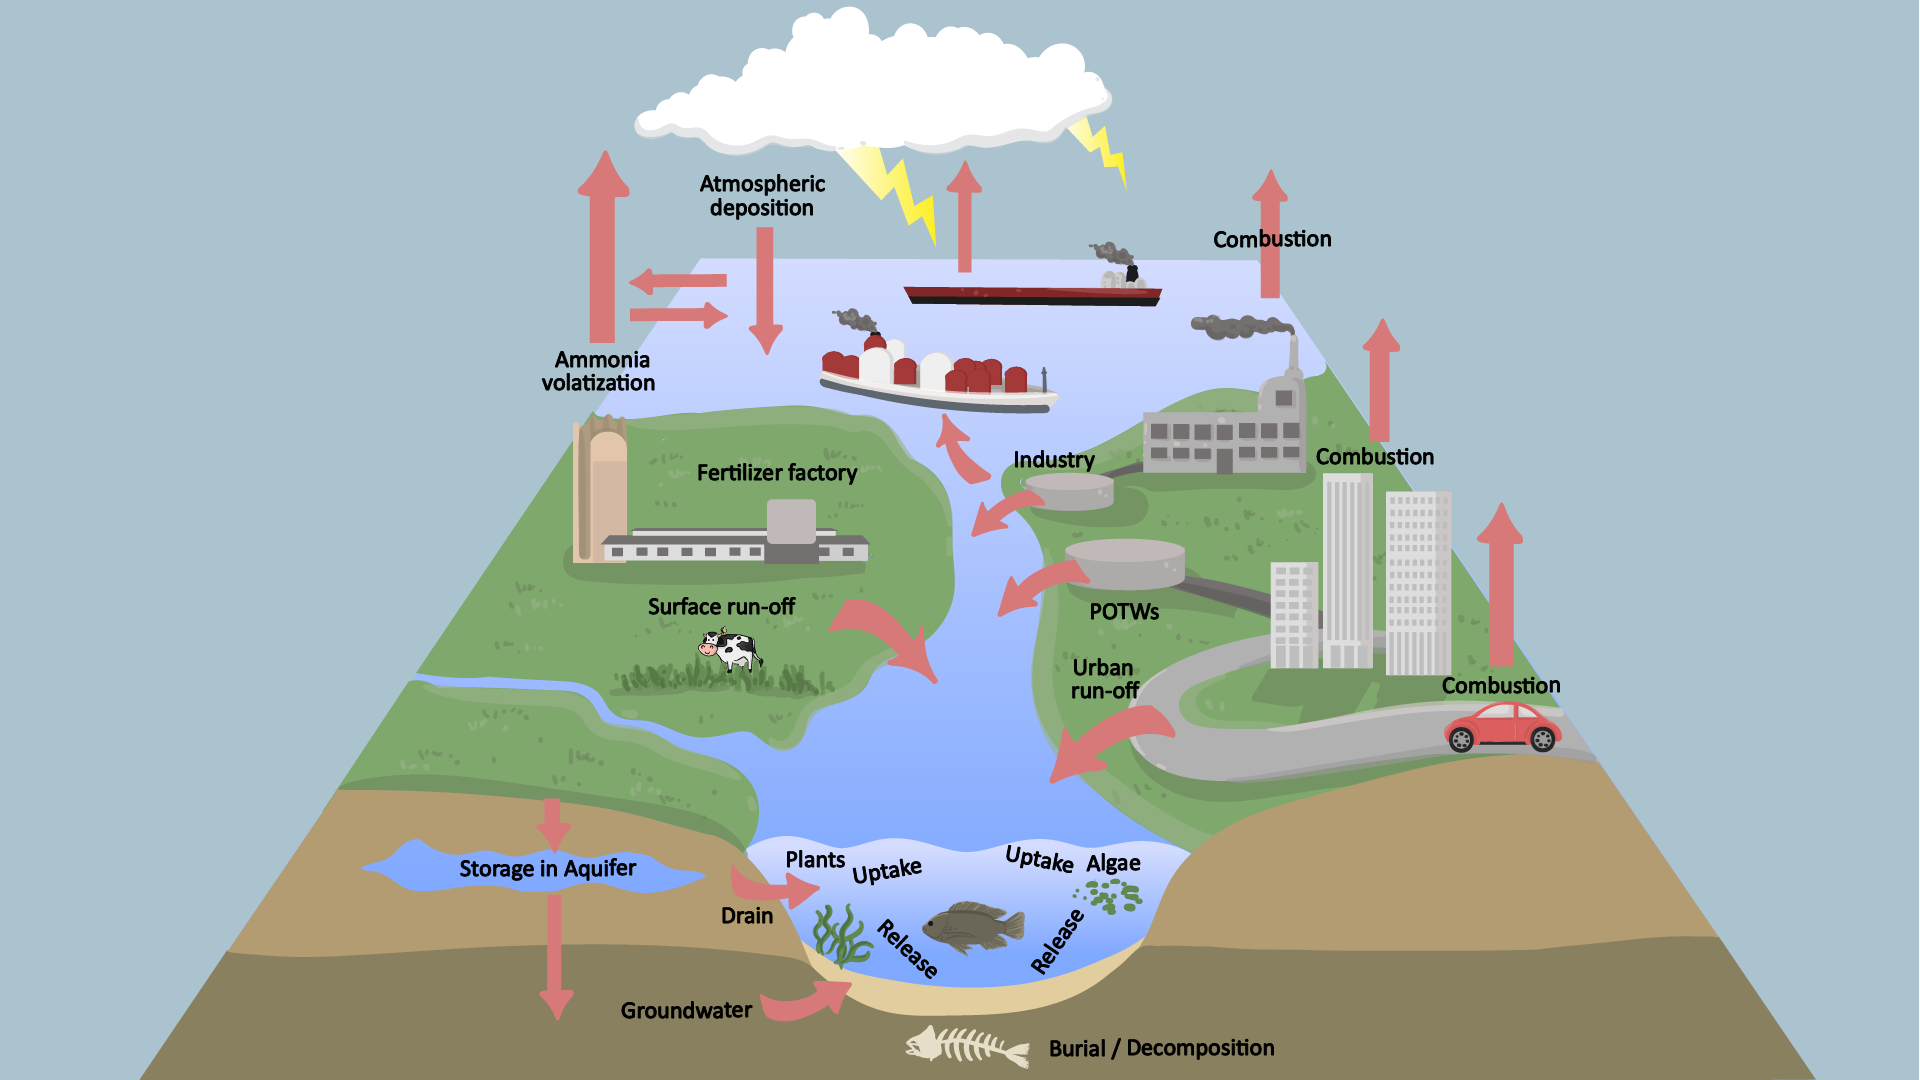 Atmospheric
deposition
Combustion
Ammonia
volatization
Fertilizer factory
Industry
Combustion
Surface run-off
POTWs
Urban
run-off
Combustion
Storage in Aquifer
Plants
Uptake
Uptake
Algae
Drain
Release
Release
Groundwater
Burial / Decomposition